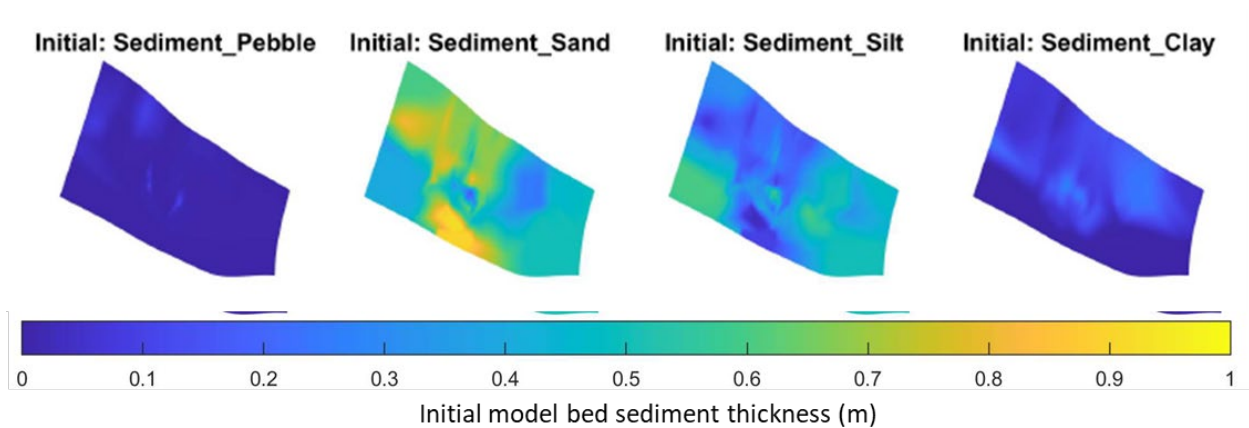 Initial: Sediment_Pebble Initial: Sediment_Sand Initial: Sediment_Silt Initial: Sediment_Clay
0 0.1 0.2 0.3 0.4 0.5 0.6 0.7 0.8 0.9 1
Initial model bed sediment thickness (m)